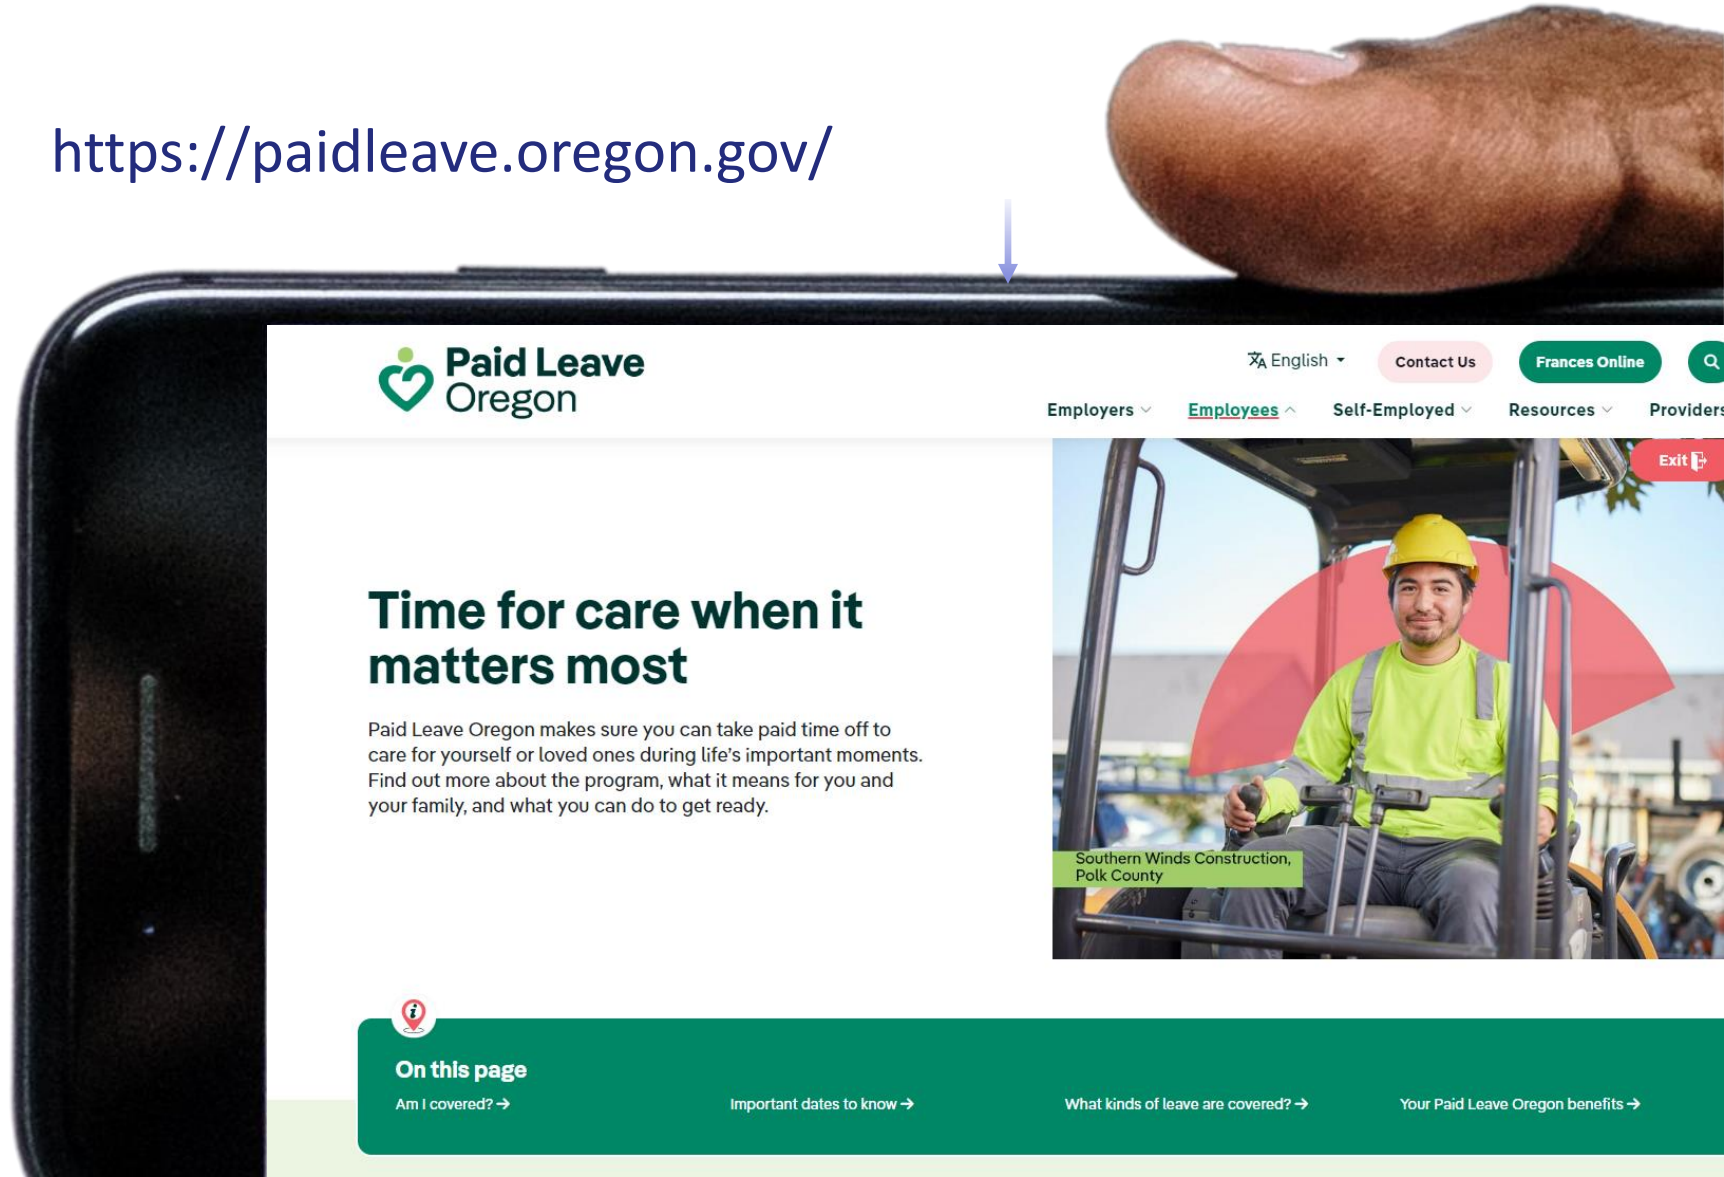 https://paidleave.oregon.gov/
Paid Leave
Oregon
English
Contact Us
Frances Online
Employers
Employees
Self-Employed
Resources
Providers
Exit
Time for care when it
matters most
Paid Leave Oregon makes sure you can take paid time off to
care for yourself or loved ones during life's important moments.
Find out more about the program, what it means for you and
your family, and what you can do to get ready.
Southern Winds Construction,
Polk County
On this page
Am I covered? →
Important dates to know →
What kinds of leave are covered? →
Your Paid Leave Oregon benefits →